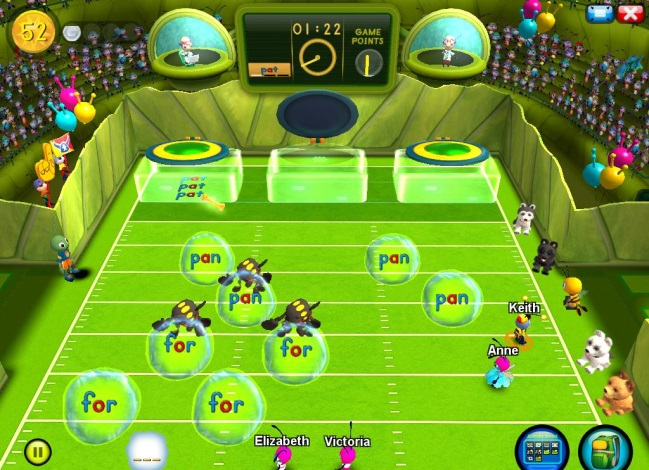 52
01:22
GAME
POINTS
pat
pat
pat
pat
pan
pan
pan
pan
for
for
for
for
Keith
Anne
Elizabeth
Victoria